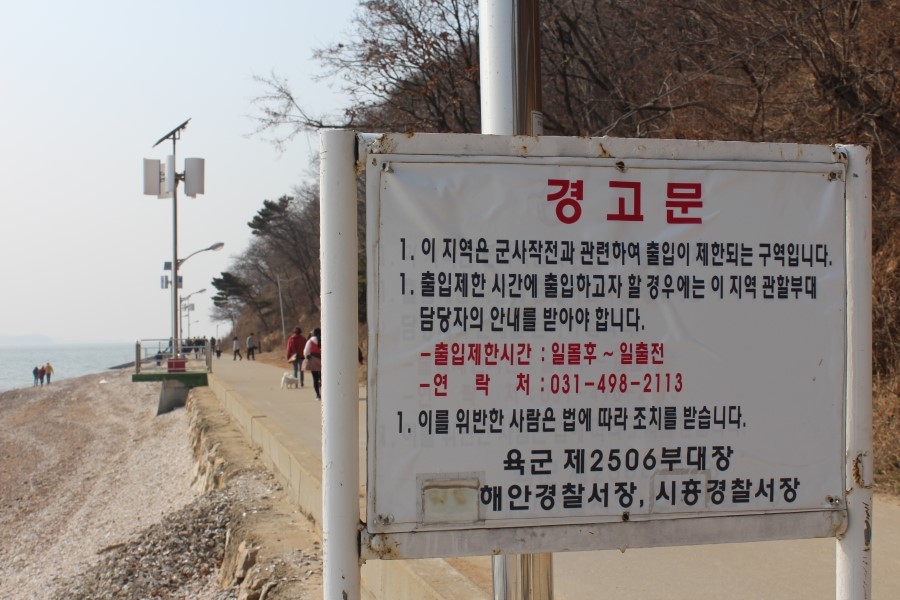 경고문
1. 이 지역은 군사작전과 관련하여 출입이 제한되는 구역입니다.
1. 출입제한 시간에 출입하고자 할 경우에는 이 지역 관할부대
담당자의 안내를 받아야 합니다.
-출입제한시간 : 일몰후 ~ 일출전
-연 락 처 : 031-498-2113
1. 이를 위반한 사람은 법에 따라 조치를 받습니다.
육군 제2506부대장
해안경찰서장, 시흥경찰서장